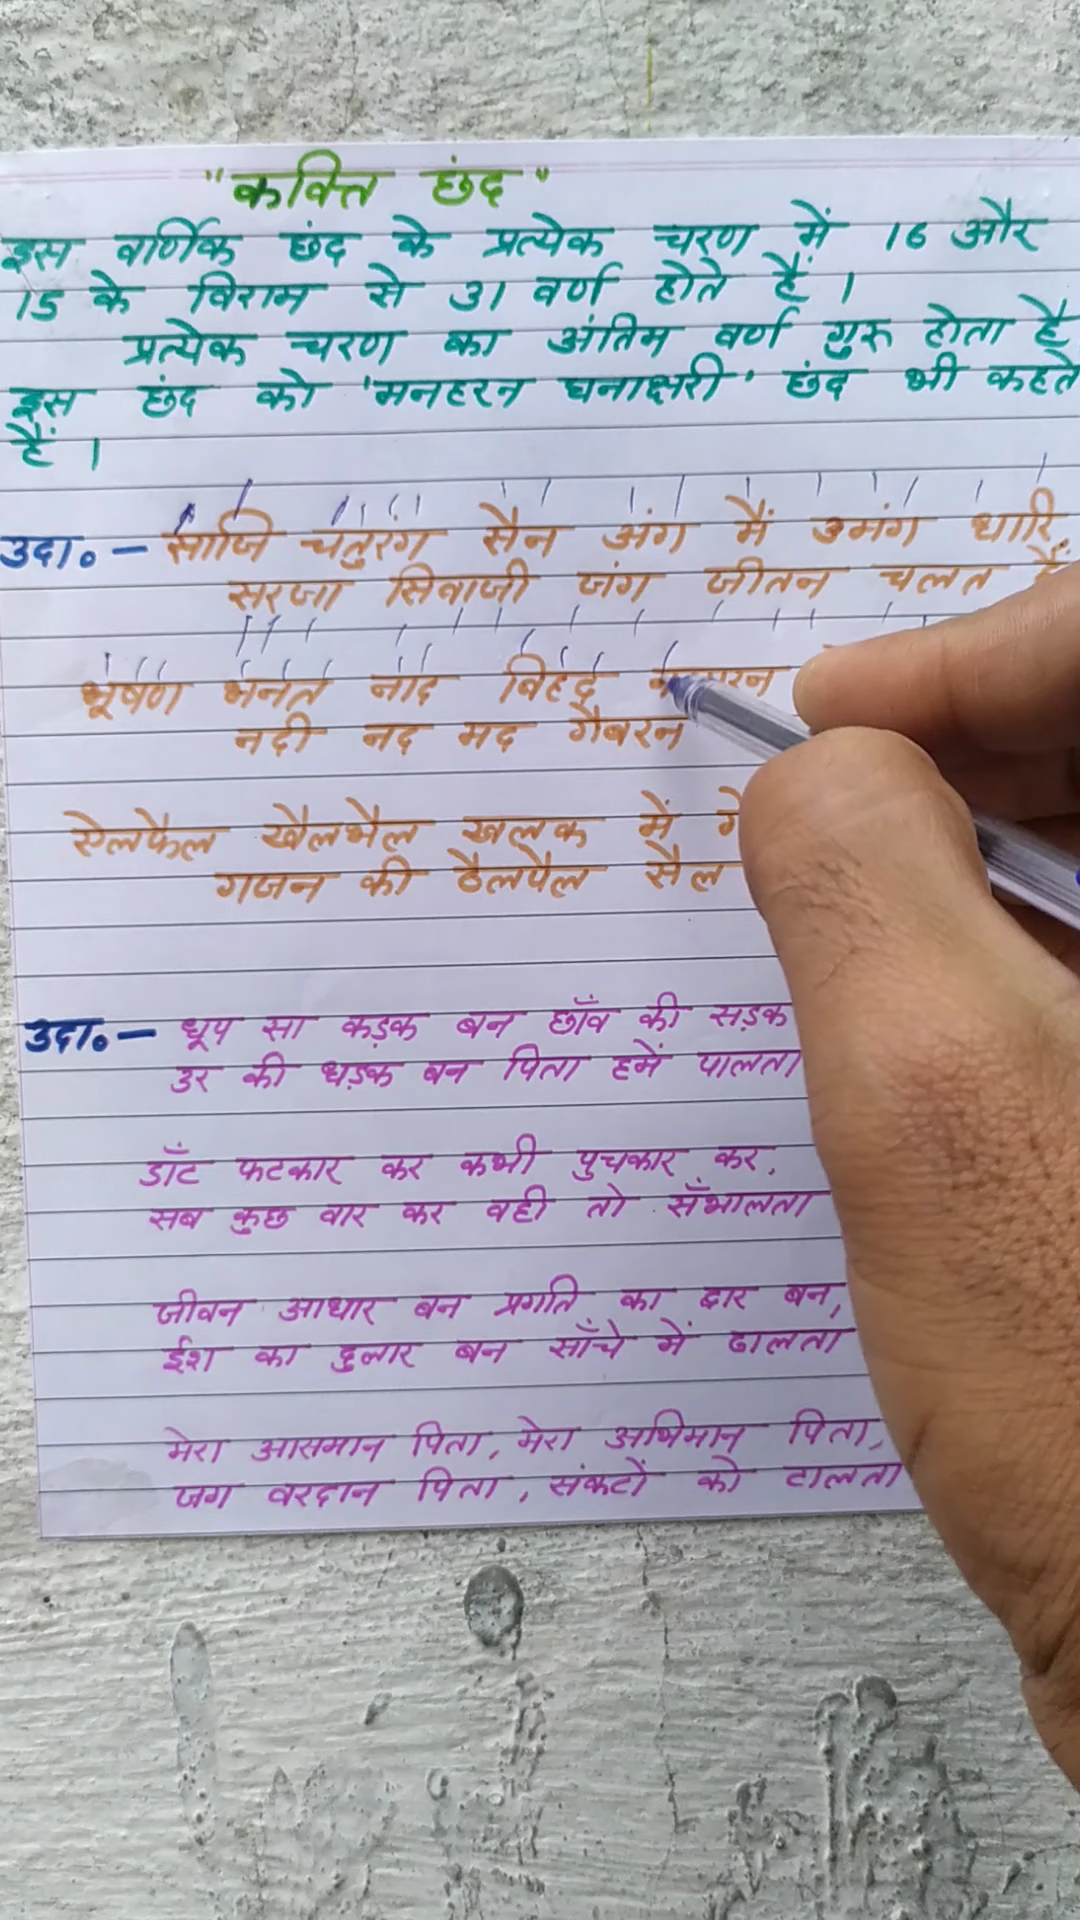 "कवित्त छंद"
इस वर्णिक छंद के प्रत्येक चरण में 16 और
15 के विराम से 31 वर्ण होते हैं।
प्रत्येक चरण का अंतिम वर्ण गुरू होता है
इस छंद को 'मनहरन घनाक्षरी' छंद भी कहते
हैं।
उदा०- साजि चतुरंग सैन अंग मैं उमंग धारि,
सरजा सिवाजी जंग जीतन चलत हैं
भूषण भनत नाद विहद
नदी नद मद गैबरन
ऐलफैल खैलभैल खलक में
गजन की ठैलपैल सैल
उदा०- धूप सा कड़क बन छाँव की सड़क
उर की धड़क बन पिता हमें पालता
डाँट फटकार कर कभी पुचकार कर,
सब कुछ वार कर वही तो सँभालता
जीवन आधार बन प्रगति का द्वार बन,
ईश का दुलार बन साँचे में ढालता
मेरा आसमान पिता, मेरा अभिमान पिता,
जग वरदान पिता, संकटों को टालता